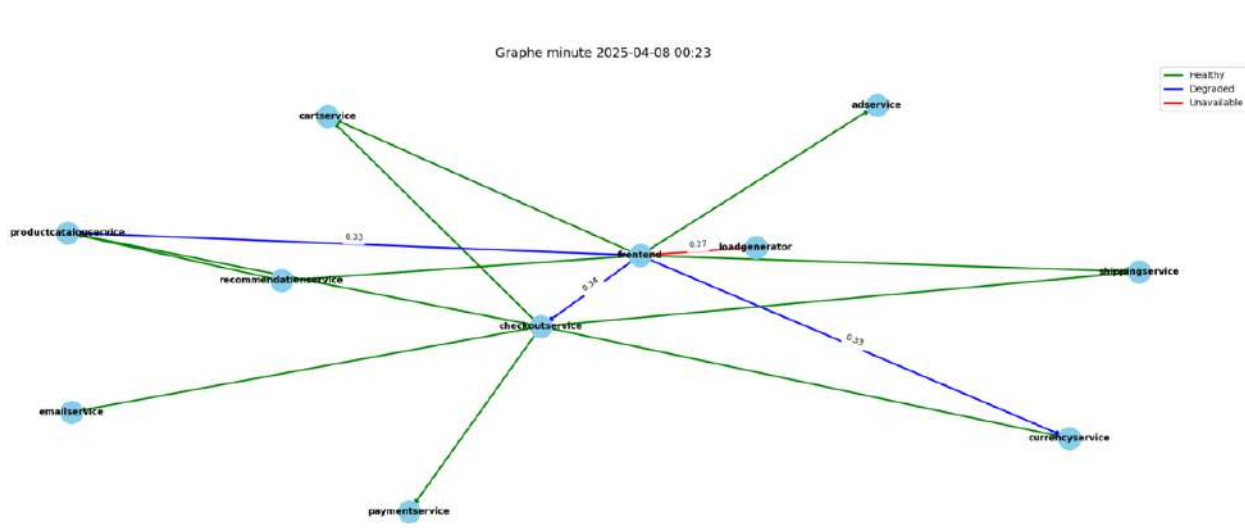 Graphe minute 2025-04-08 00:23
Healthy
Degraded
Unavailable
adservice
cartservice
productcatalogservice
0.33
0.27
loadgenerator
frontend
shippingservice
recommendationservice
0.34
checkoutservice
0.33
emailservice
currencyservice
paymentservice